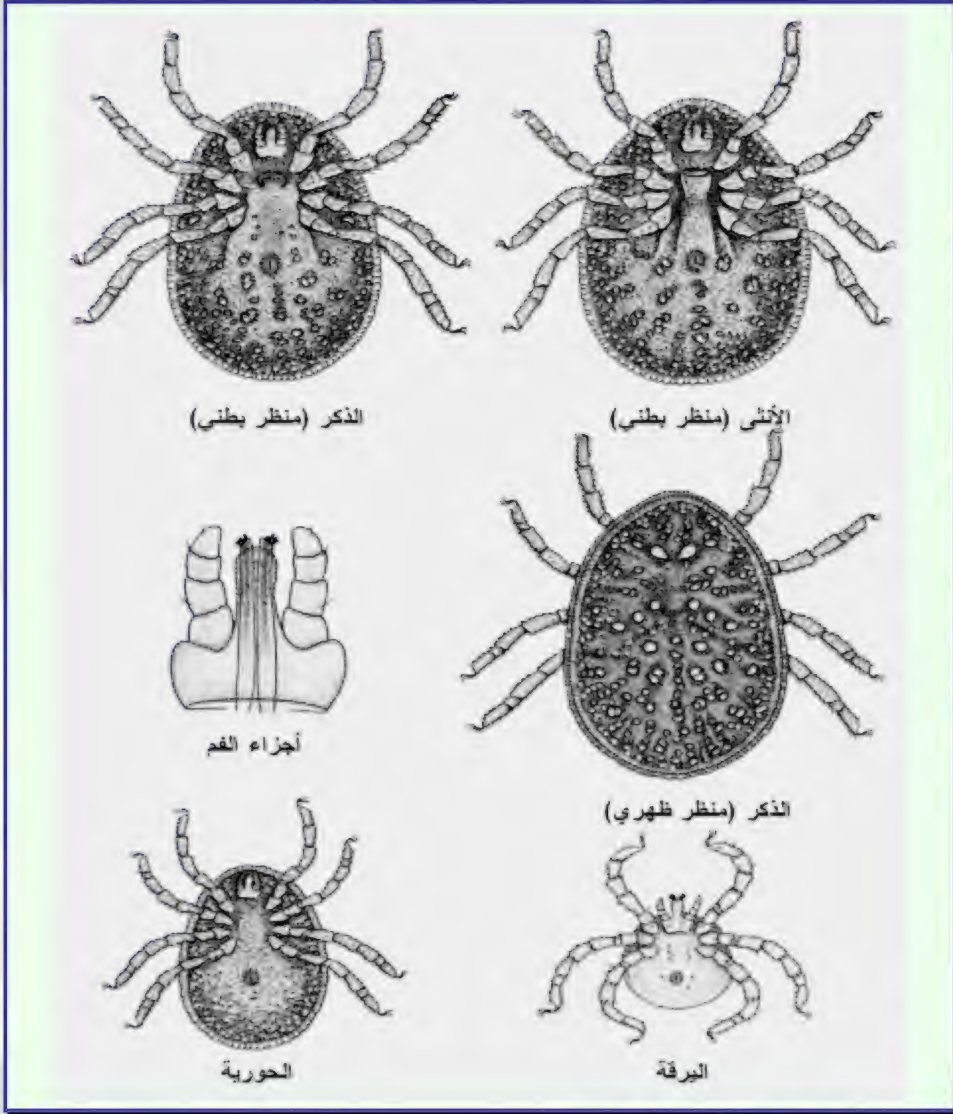 الأنثى (منظر بطني)
الذكر (منظر بطني)
الذكر (منظر ظهري)
أجزاء الفم
اليرقة
الحورية